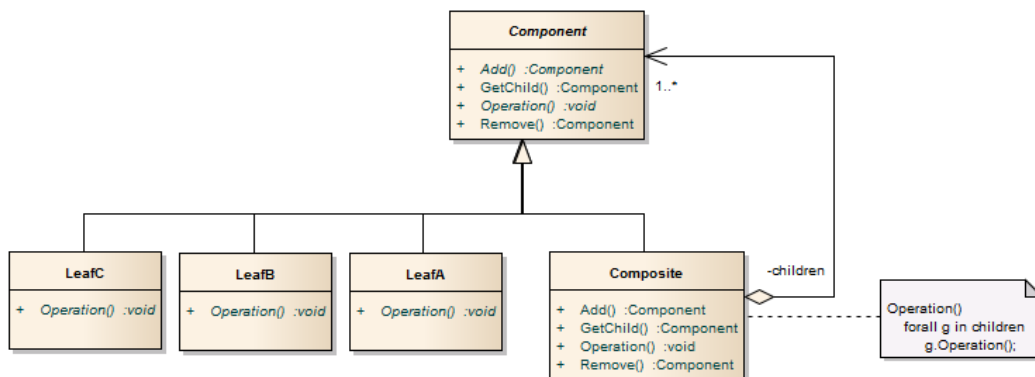 Component
+ Add() :Component
+ GetChild() :Component
+ Operation() :void
+ Remove() :Component
1..*
LeafC
+ Operation() :void
LeafB
+ Operation() :void
LeafA
+ Operation() :void
Composite
+ Add() :Component
+ GetChild() :Component
+ Operation() :void
+ Remove() :Component
-children
Operation()
forall g in children
g.Operation();